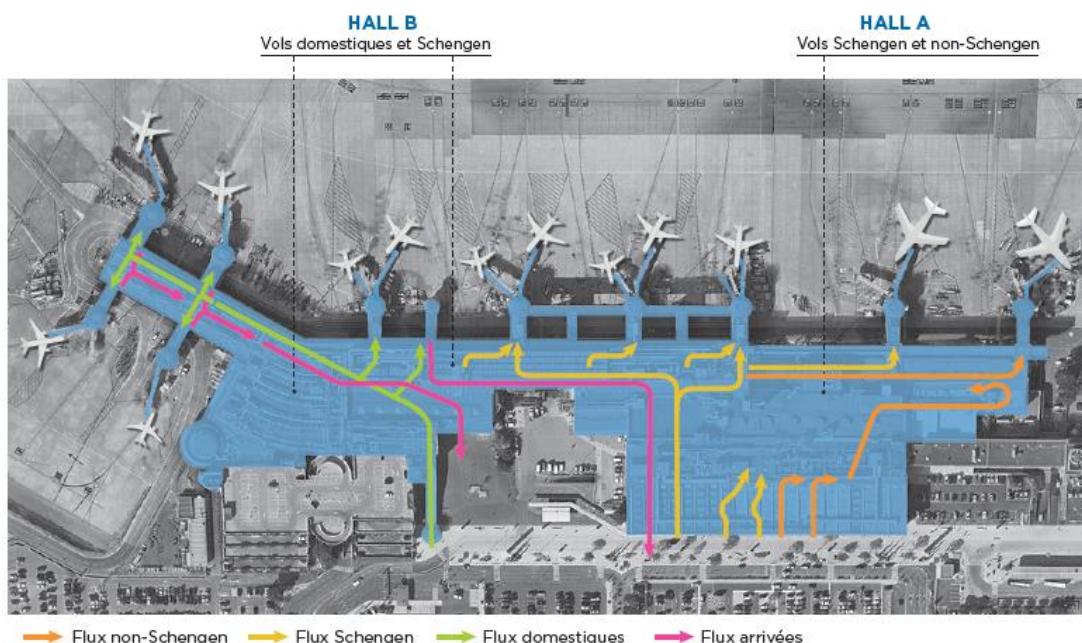 HALL B
Vols domestiques et Schengen
HALL A
Vols Schengen et non-Schengen
Flux non-Schengen
Flux Schengen
Flux domestiques
Flux arrivées